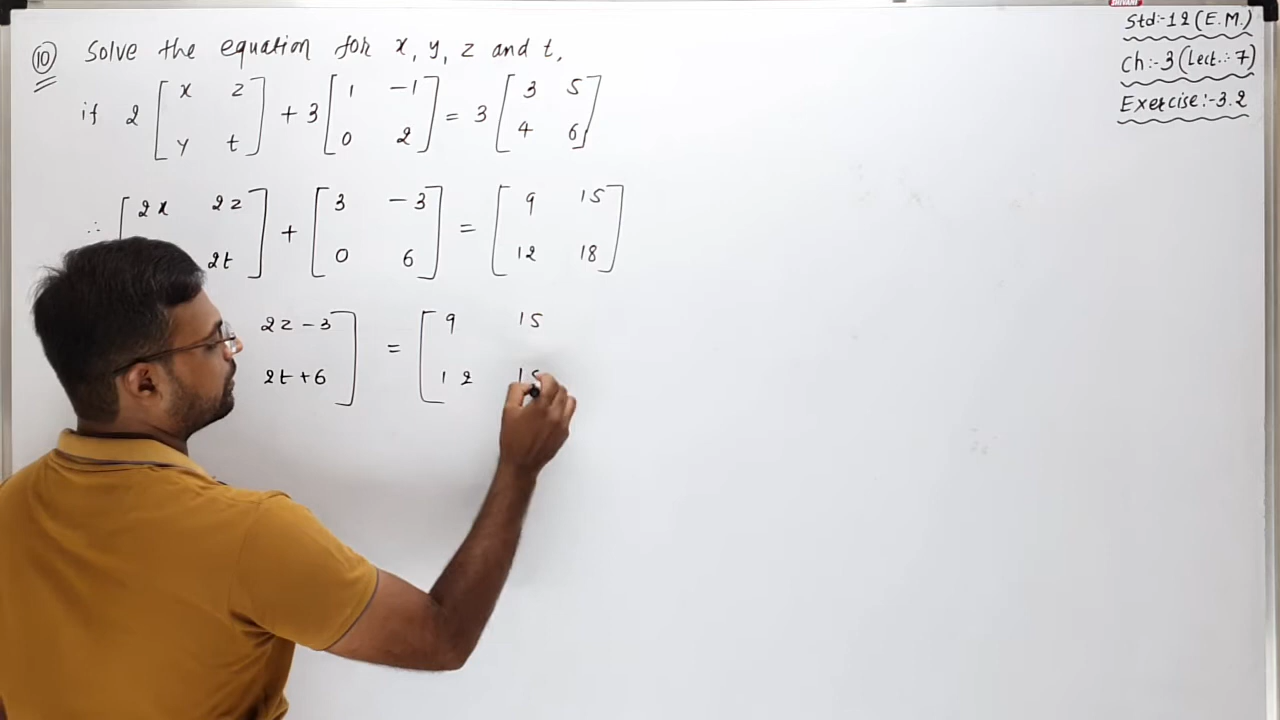 SHIVANI
Std:-12 (E.M.)
Ch:-3 (Lect.:-7)
Exercise:-3.2
10 Solve the equation for x, y, z and t,
if 2 [ x z ; y t ] + 3 [ 1 -1 ; 0 2 ] = 3 [ 3 5 ; 4 6 ]
∴ [ 2x 2z ; 2t ] + [ 3 -3 ; 0 6 ] = [ 9 15 ; 12 18 ]
2z - 3 ] = [ 9 15
2t + 6 ] [ 12 1